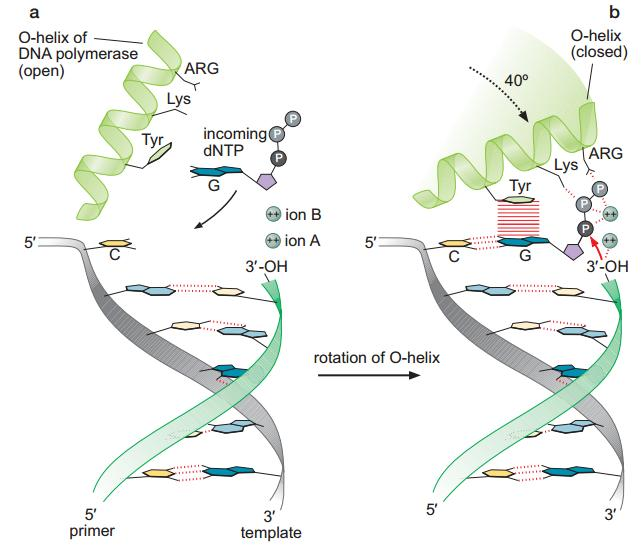 a
O-helix of
DNA polymerase
(open)
ARG
Lys
Tyr
incoming
dNTP
P
P
P
G
++ ion B
++ ion A
5′
C
3′-OH
5′
primer
3′
template
rotation of O-helix
b
O-helix
(closed)
40º
Lys
ARG
Tyr
P
P
P
++
++
5′
C
G
3′-OH
5′
3′